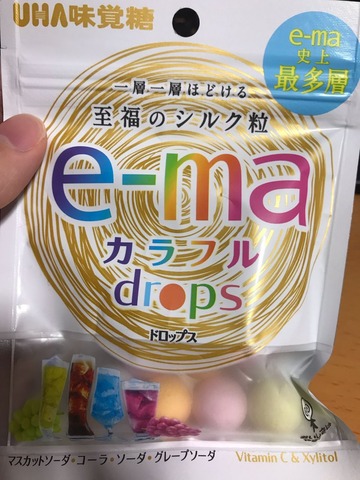 UHA味覚糖
e-ma
史上
最多層
一層一層ほどける
至福のシルク粒
e-ma
カラフル
drops
ドロップス
マスカットソーダ・コーラ・ソーダ・グレープソーダ
Vitamin C & Xylitol